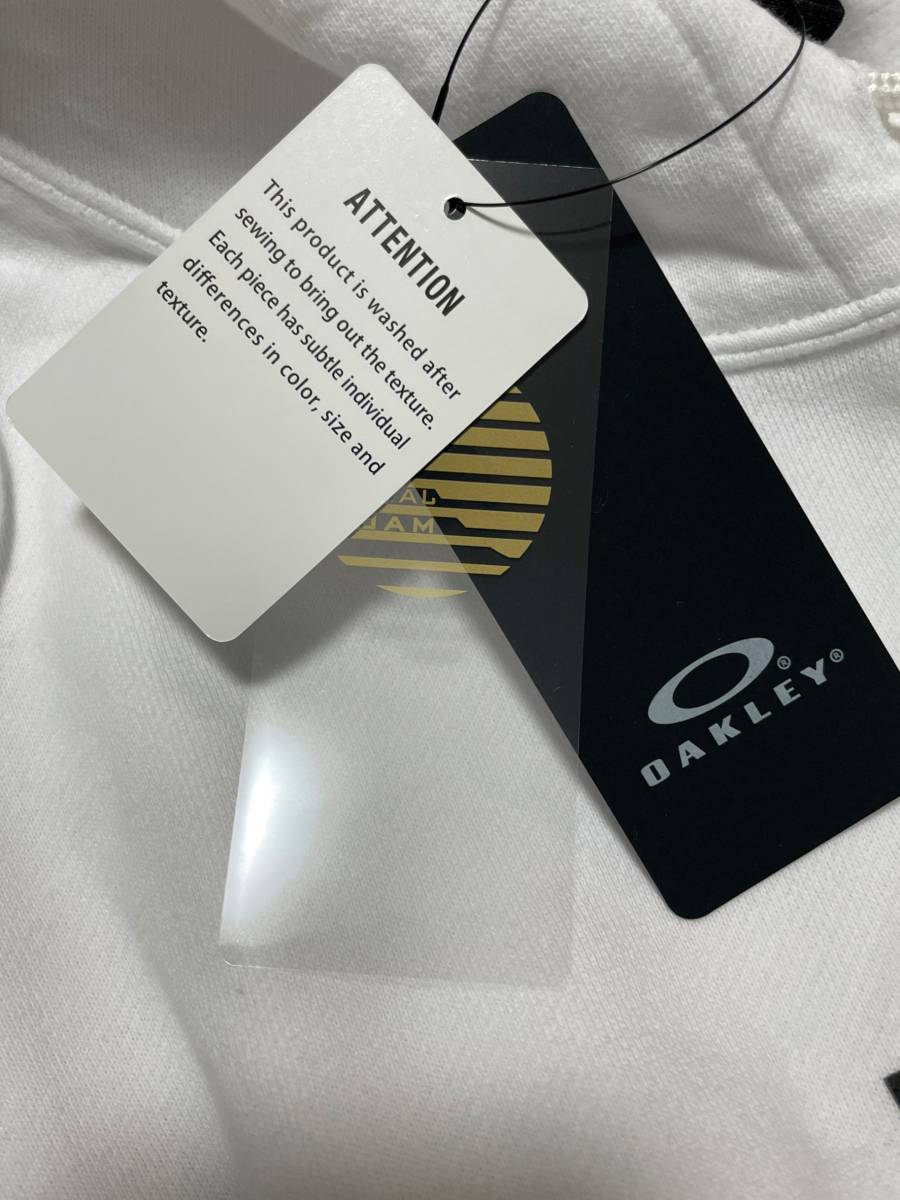 ATTENTION
This product is washed after
sewing to bring out the texture.
Each piece has subtle individual
differences in color, size and
texture.
JAM
® ®
OAKLEY